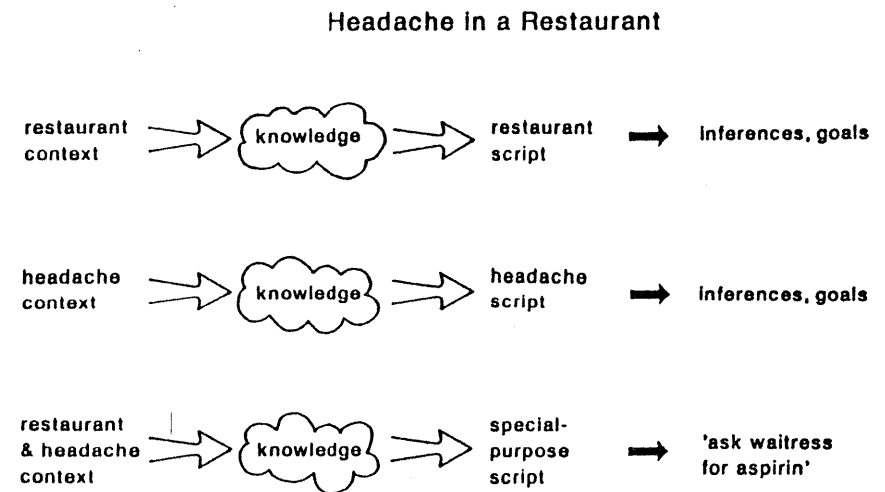 Headache in a Restaurant
restaurant
context
knowledge
restaurant
script
inferences, goals
headache
context
knowledge
headache
script
inferences, goals
restaurant
& headache
context
knowledge
special-
purpose
script
'ask waitress
for aspirin'